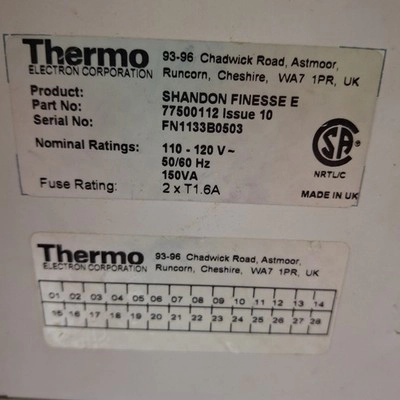 Thermo
ELECTRON CORPORATION
93-96 Chadwick Road, Astmoor,
Runcorn, Cheshire, WA7 1PR, UK
Product: SHANDON FINESSE E
Part No: 77500112 Issue 10
Serial No: FN1133B0503
Nominal Ratings: 110 - 120 V ~
50/60 Hz
150VA
Fuse Rating: 2 x T1.6A
CSA
NRTL/C
MADE IN UK
Thermo
ELECTRON CORPORATION
93-96 Chadwick Road, Astmoor,
Runcorn, Cheshire, WA7 1PR, UK
01 02 03 04 05 06 07 08 09 10 11 12 13 14
15 16 17 18 19 20 21 22 23 24 25 26 27 28